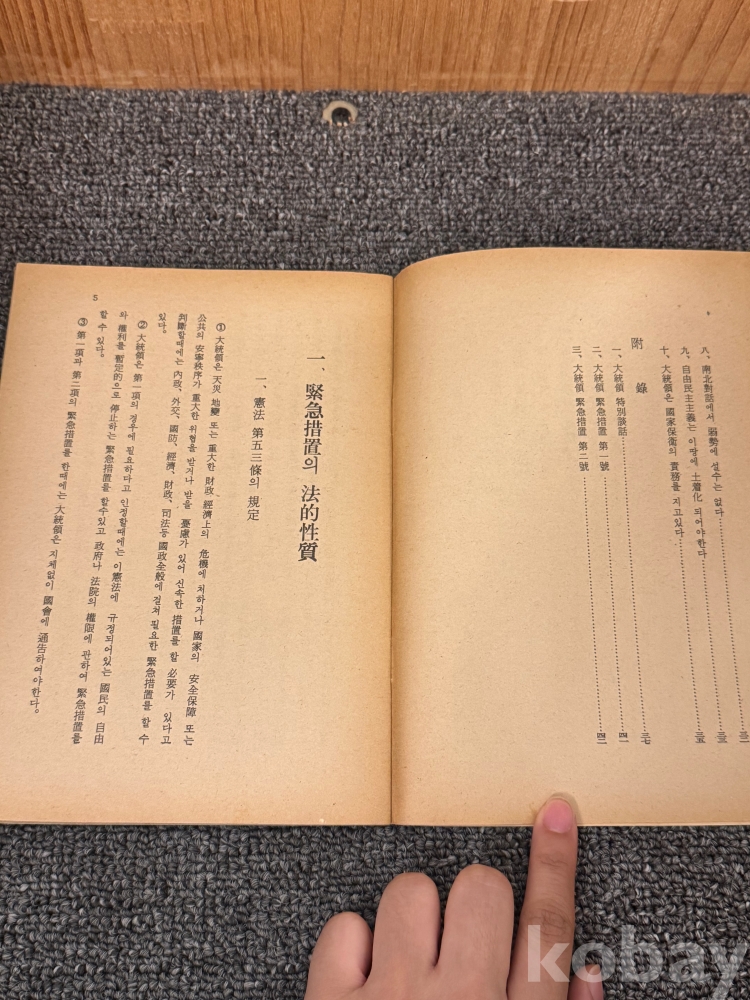 八、南北對話에서 弱勢에 설수는 없다……三一
九、自由民主主義는 이땅에 土着化 되어야한다……三三
十、大統領은 國家保衛의 責務를 지고있다……三五
附錄
一、大統領 特別談話……三七
二、大統領 緊急措置 第一號……四一
三、大統領 緊急措置 第二號……四二
5
一、緊急措置의 法的性質
一、憲法 第五三條의 規定
① 大統領은 天災 地變 또는 重大한 財政 經濟上의 危機에 처하거나 國家의 安全保障 또는
公共의 安寧秩序가 重大한 위협을 받거나 받을 憂慮가 있어 신속한 措置를 할 必要가 있다고
判斷할때에는 內政、外交、國防、經濟、財政、司法등 國政全般에 걸쳐 必要한 緊急措置를 할 수
있다。
② 大統領은 第一項의 경우에 必要하다고 인정할때에는 이憲法에 규정되어있는 國民의 自由
와 權利를 暫定的으로 停止하는 緊急措置를 할수있고 政府나 法院의 權限에 관하여 緊急措置를
할 수 있다。
③ 第一項과 第二項의 緊急措置를 한때에는 大統領은 지체없이 國會에 通告하여야한다。
kobay